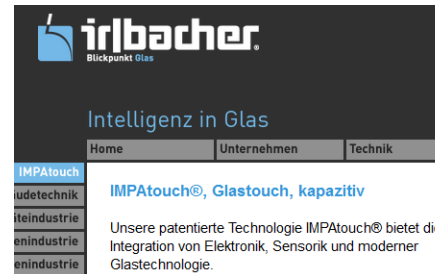 irlbacher.
Blickpunkt Glas
Intelligenz in Glas
Home Unternehmen Technik
IMPAtouch
IMPAtouch®, Glastouch, kapazitiv
Unsere patentierte Technologie IMPAtouch® bietet
Integration von Elektronik, Sensorik und moderner
Glastechnologie.